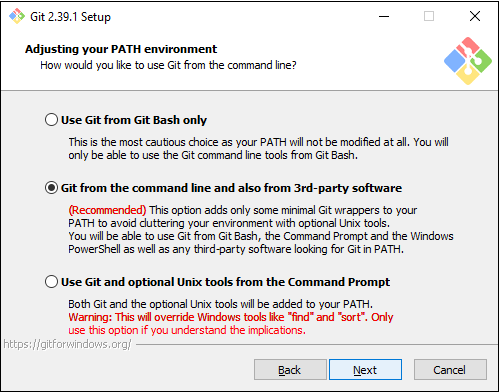 Git 2.39.1 Setup
Adjusting your PATH environment
How would you like to use Git from the command line?
Use Git from Git Bash only
This is the most cautious choice as your PATH will not be modified at all. You will
only be able to use the Git command line tools from Git Bash.
Git from the command line and also from 3rd-party software
(Recommended) This option adds only some minimal Git wrappers to your
PATH to avoid cluttering your environment with optional Unix tools.
You will be able to use Git from Git Bash, the Command Prompt and the Windows
PowerShell as well as any third-party software looking for Git in PATH.
Use Git and optional Unix tools from the Command Prompt
Both Git and the optional Unix tools will be added to your PATH.
Warning: This will override Windows tools like "find" and "sort". Only
use this option if you understand the implications.
https://gitforwindows.org/
Back
Next
Cancel